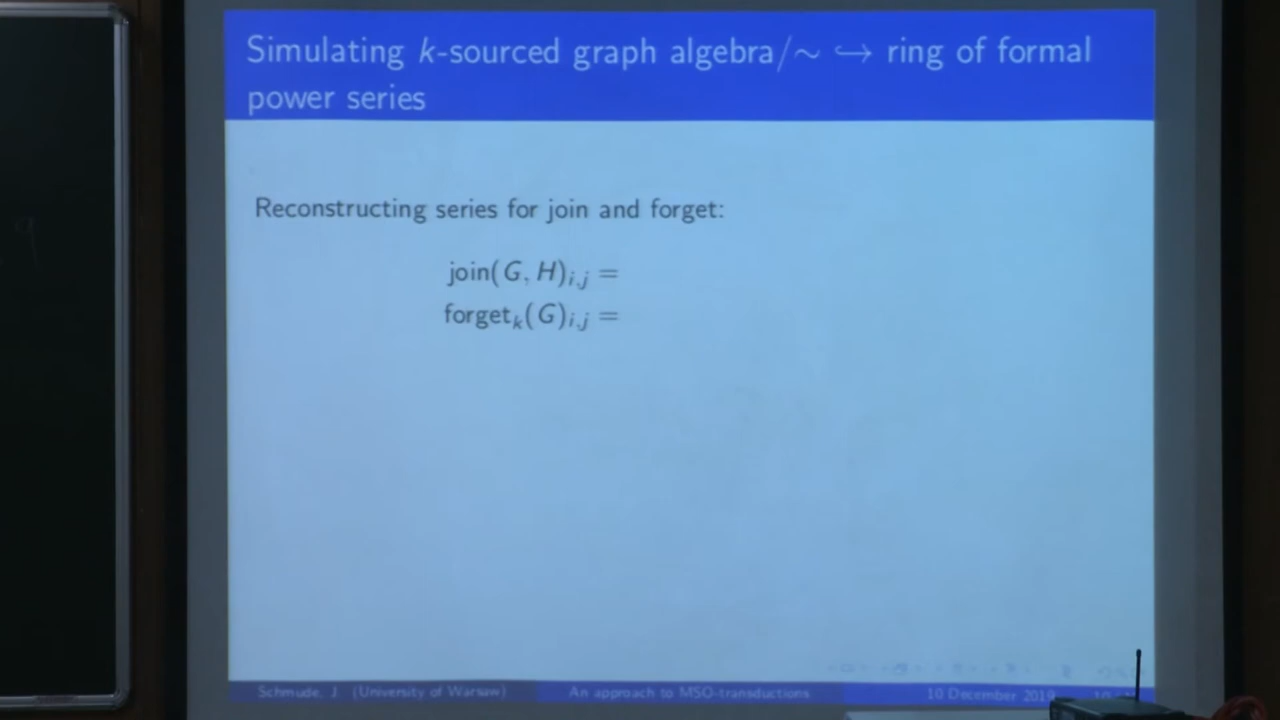 Simulating k-sourced graph algebra/∼ ↪ ring of formal
power series
Reconstructing series for join and forget:
join(G, H)i,j =
forgetk(G)i,j =
Schmude, J. (University of Warsaw) An approach to MSO-transductions 10 December 2019